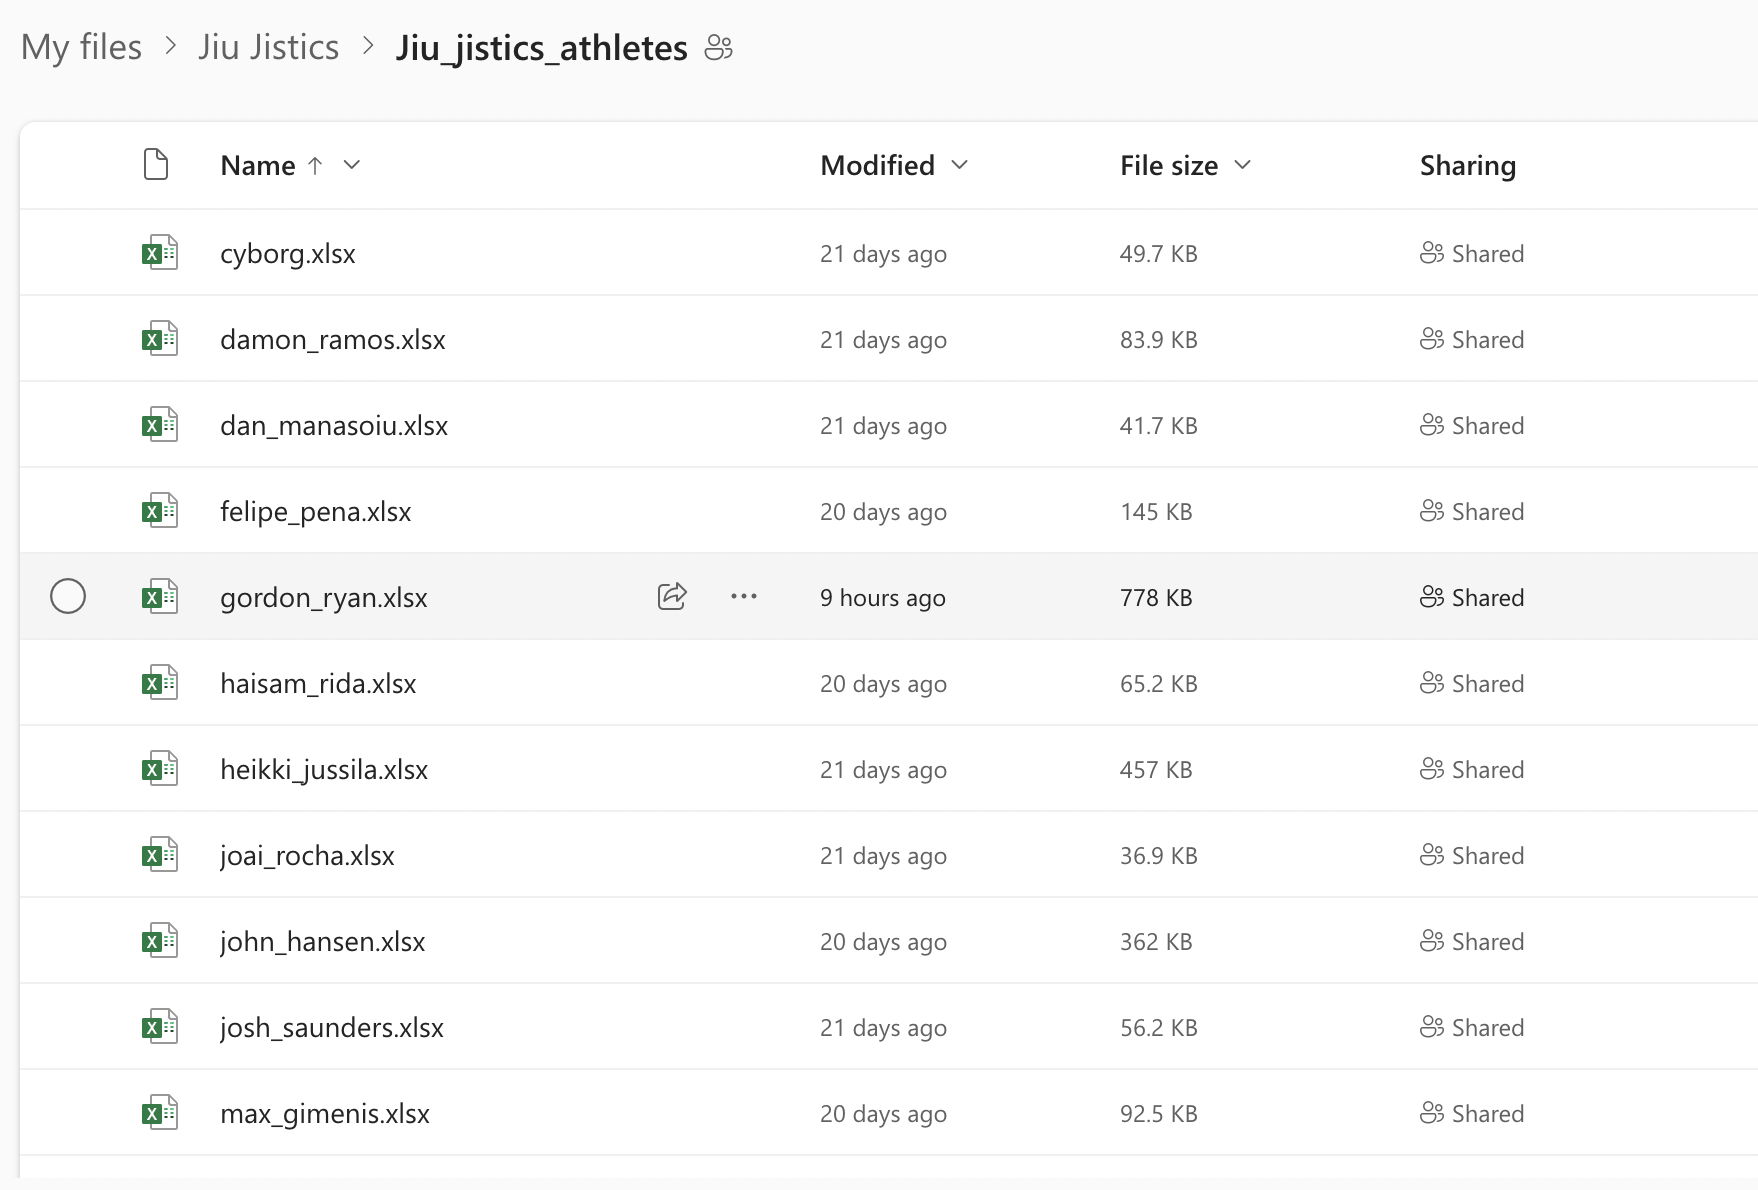 My files > Jiu Jistics > Jiu_jistics_athletes
Name Modified File size Sharing
cyborg.xlsx 21 days ago 49.7 KB Shared
damon_ramos.xlsx 21 days ago 83.9 KB Shared
dan_manasoiu.xlsx 21 days ago 41.7 KB Shared
felipe_pena.xlsx 20 days ago 145 KB Shared
gordon_ryan.xlsx 9 hours ago 778 KB Shared
haisam_rida.xlsx 20 days ago 65.2 KB Shared
heikki_jussila.xlsx 21 days ago 457 KB Shared
joai_rocha.xlsx 21 days ago 36.9 KB Shared
john_hansen.xlsx 20 days ago 362 KB Shared
josh_saunders.xlsx 21 days ago 56.2 KB Shared
max_gimenis.xlsx 20 days ago 92.5 KB Shared